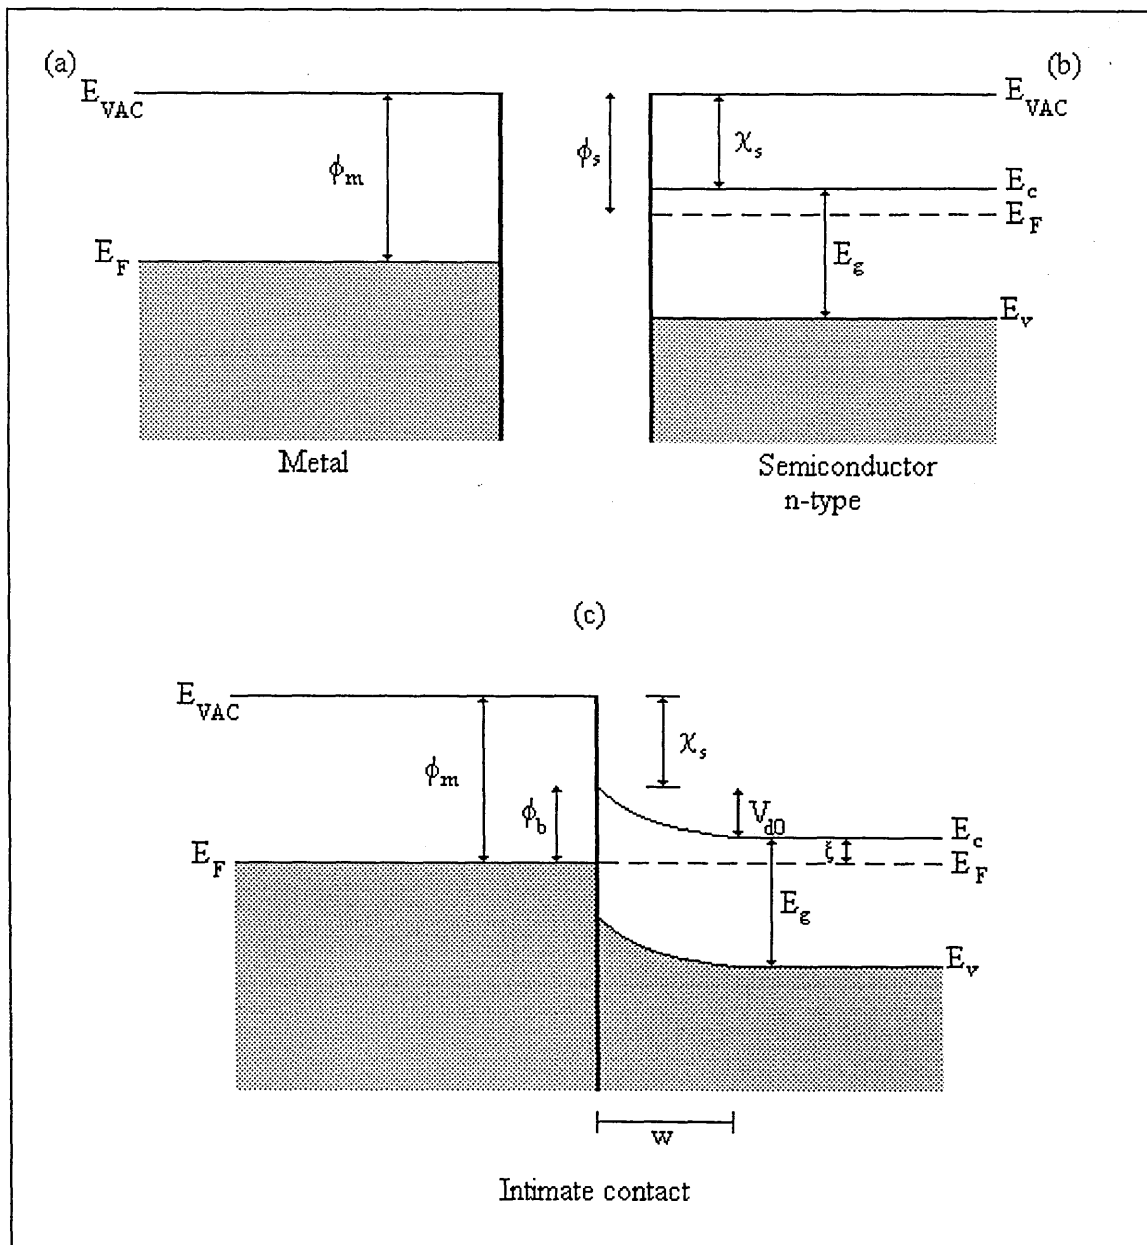 (a)
(b)
E_VAC
E_VAC
ϕ_m
ϕ_s
χ_s
E_c
E_F
E_F
E_g
E_v
Metal
Semiconductor
n-type
(c)
E_VAC
χ_s
ϕ_m
ϕ_b
V_d0
E_c
ξ
E_F
E_F
E_g
E_v
w
Intimate contact